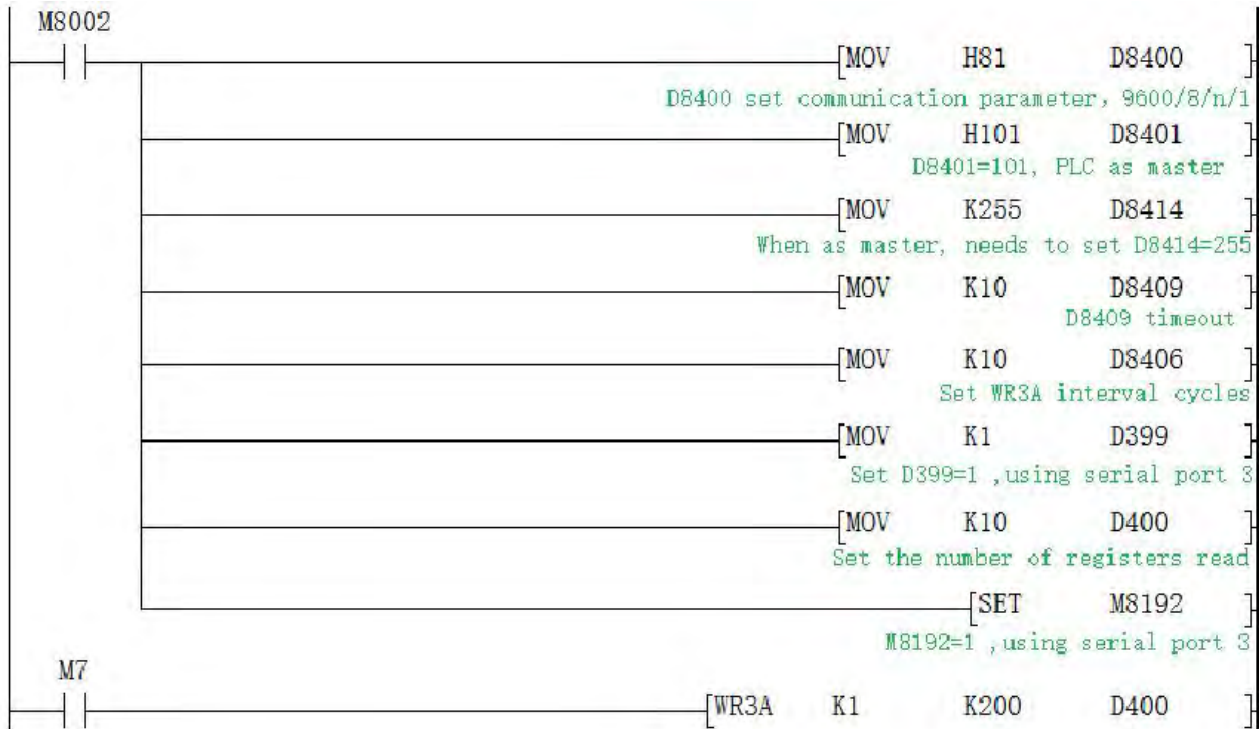 M8002
[MOV H81 D8400 ]
D8400 set communication parameter, 9600/8/n/1
[MOV H101 D8401 ]
D8401=101, PLC as master
[MOV K255 D8414 ]
When as master, needs to set D8414=255
[MOV K10 D8409 ]
D8409 timeout
[MOV K10 D8406 ]
Set WR3A interval cycles
[MOV K1 D399 ]
Set D399=1 ,using serial port 3
[MOV K10 D400 ]
Set the number of registers read
[SET M8192 ]
M8192=1 ,using serial port 3
M7
[WR3A K1 K200 D400 ]